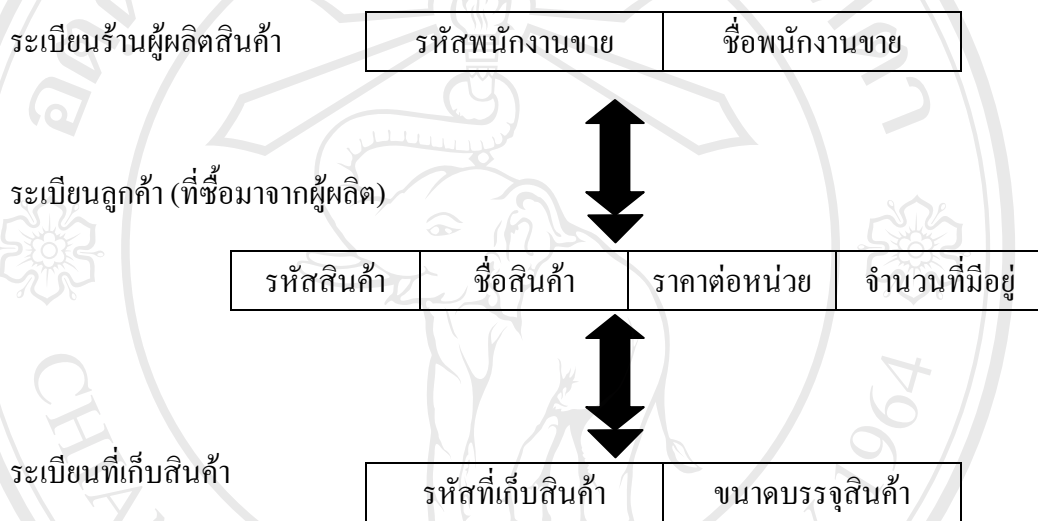 ระเบียนร้านผู้ผลิตสินค้า รหัสพนักงานขาย ชื่อพนักงานขาย
ระเบียนลูกค้า (ที่ซื้อมาจากผู้ผลิต)
รหัสสินค้า ชื่อสินค้า ราคาต่อหน่วย จำนวนที่มีอยู่
ระเบียนที่เก็บสินค้า รหัสที่เก็บสินค้า ขนาดบรรจุสินค้า
1964